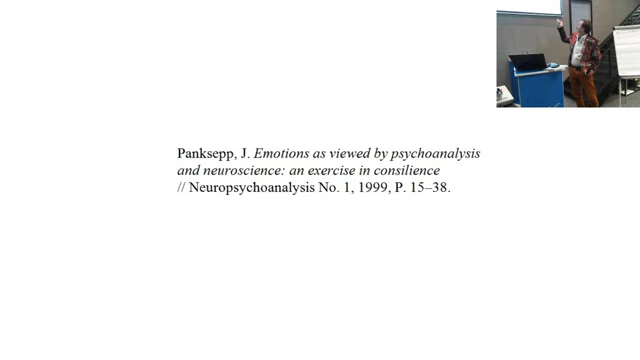 Panksepp, J. Emotions as viewed by psychoanalysis
and neuroscience: an exercise in consilience
// Neuropsychoanalysis No. 1, 1999, P. 15–38.